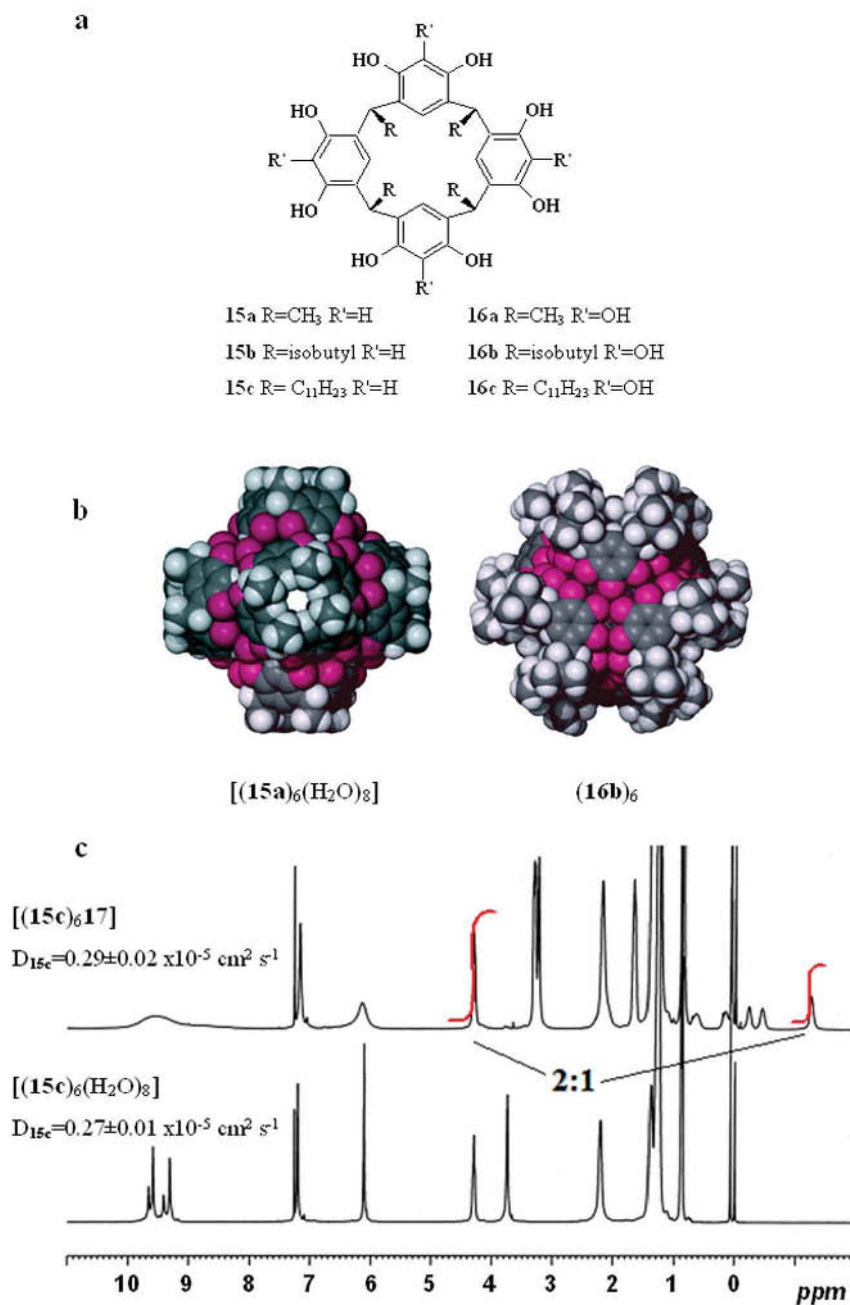 a
R'
HO OH
HO R R OH
R' R'
HO R R OH
HO OH
R'
15a R=CH₃ R'=H 16a R=CH₃ R'=OH
15b R=isobutyl R'=H 16b R=isobutyl R'=OH
15c R= C₁₁H₂₃ R'=H 16c R= C₁₁H₂₃ R'=OH
b
[(15a)₆(H₂O)₈] (16b)₆
c
[(15c)₆17]
D₁₅c=0.29±0.02 x10⁻⁵ cm² s⁻¹
2:1
[(15c)₆(H₂O)₈]
D₁₅c=0.27±0.01 x10⁻⁵ cm² s⁻¹
10 9 8 7 6 5 4 3 2 1 0 ppm